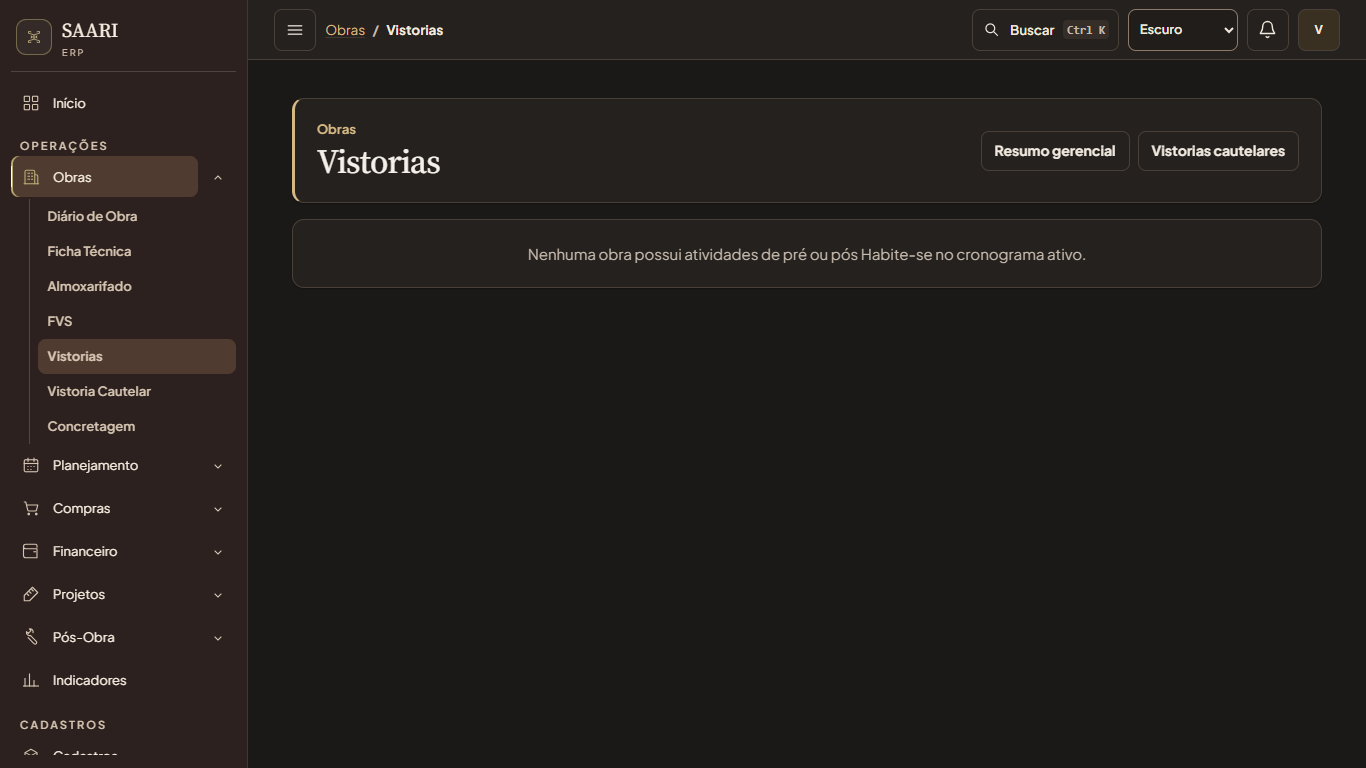 SAARI
ERP
Início
OPERAÇÕES
Obras
Diário de Obra
Ficha Técnica
Almoxarifado
FVS
Vistorias
Vistoria Cautelar
Concretagem
Planejamento
Compras
Financeiro
Projetos
Pós-Obra
Indicadores
CADASTROS
Cadastros
Obras / Vistorias
Buscar Ctrl K
Escuro
V
Obras
Vistorias
Resumo gerencial
Vistorias cautelares
Nenhuma obra possui atividades de pré ou pós Habite-se no cronograma ativo.